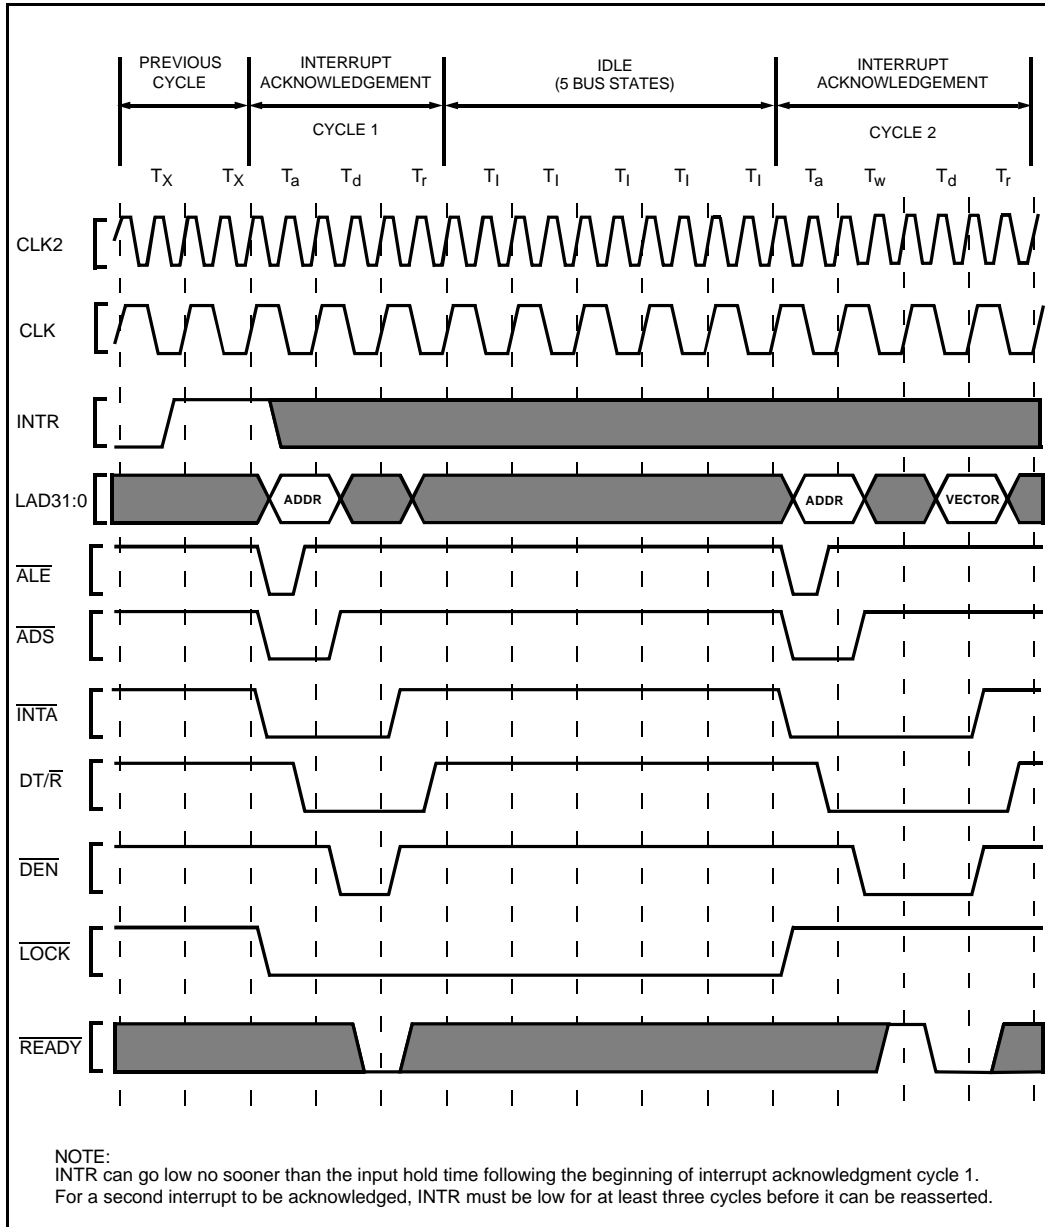 PREVIOUS
CYCLE
INTERRUPT
ACKNOWLEDGEMENT
CYCLE 1
IDLE
(5 BUS STATES)
INTERRUPT
ACKNOWLEDGEMENT
CYCLE 2
TX TX Ta Td Tr TI TI TI TI TI Ta Tw Td Tr
CLK2
CLK
INTR
LAD31:0 ADDR ADDR VECTOR
ALE
ADS
INTA
DT/R
DEN
LOCK
READY
NOTE:
INTR can go low no sooner than the input hold time following the beginning of interrupt acknowledgment cycle 1.
For a second interrupt to be acknowledged, INTR must be low for at least three cycles before it can be reasserted.